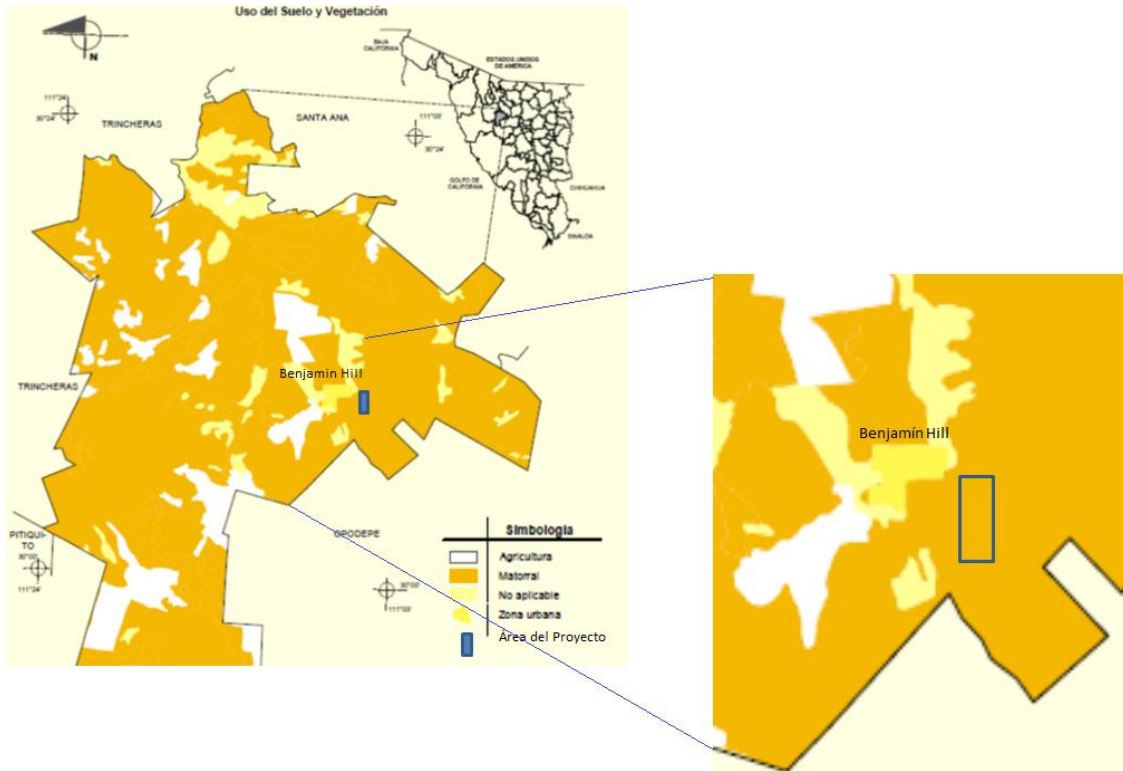 Uso del Suelo y Vegetación
N
BAJA
CALIFORNIA
ESTADOS UNIDOS
DE AMÉRICA
111°24'
30°24'
TRINCHERAS
SANTA ANA
111°03'
30°24'
GOLFO DE
CALIFORNIA
CHIHUAHUA
SINALOA
Benjamin Hill
TRINCHERAS
Benjamín Hill
PITIQUI-
TO
30°00'
111°24'
OPODEPE
30°00'
111°03'
Simbología
Agricultura
Matorral
No aplicable
Zona urbana
Área del Proyecto